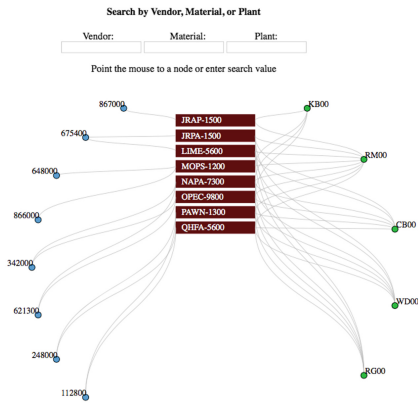 Search by Vendor, Material, or Plant
Vendor: Material: Plant:
Point the mouse to a node or enter search value
867000
KB00
JRAP-1500
675400
JRPA-1500
LIME-5600
RM00
648000
MOPS-1200
NAPA-7300
OPEC-9800
866000
PAWN-1300
CB00
QHFA-5600
342000
621300
WD00
248000
RG00
112800